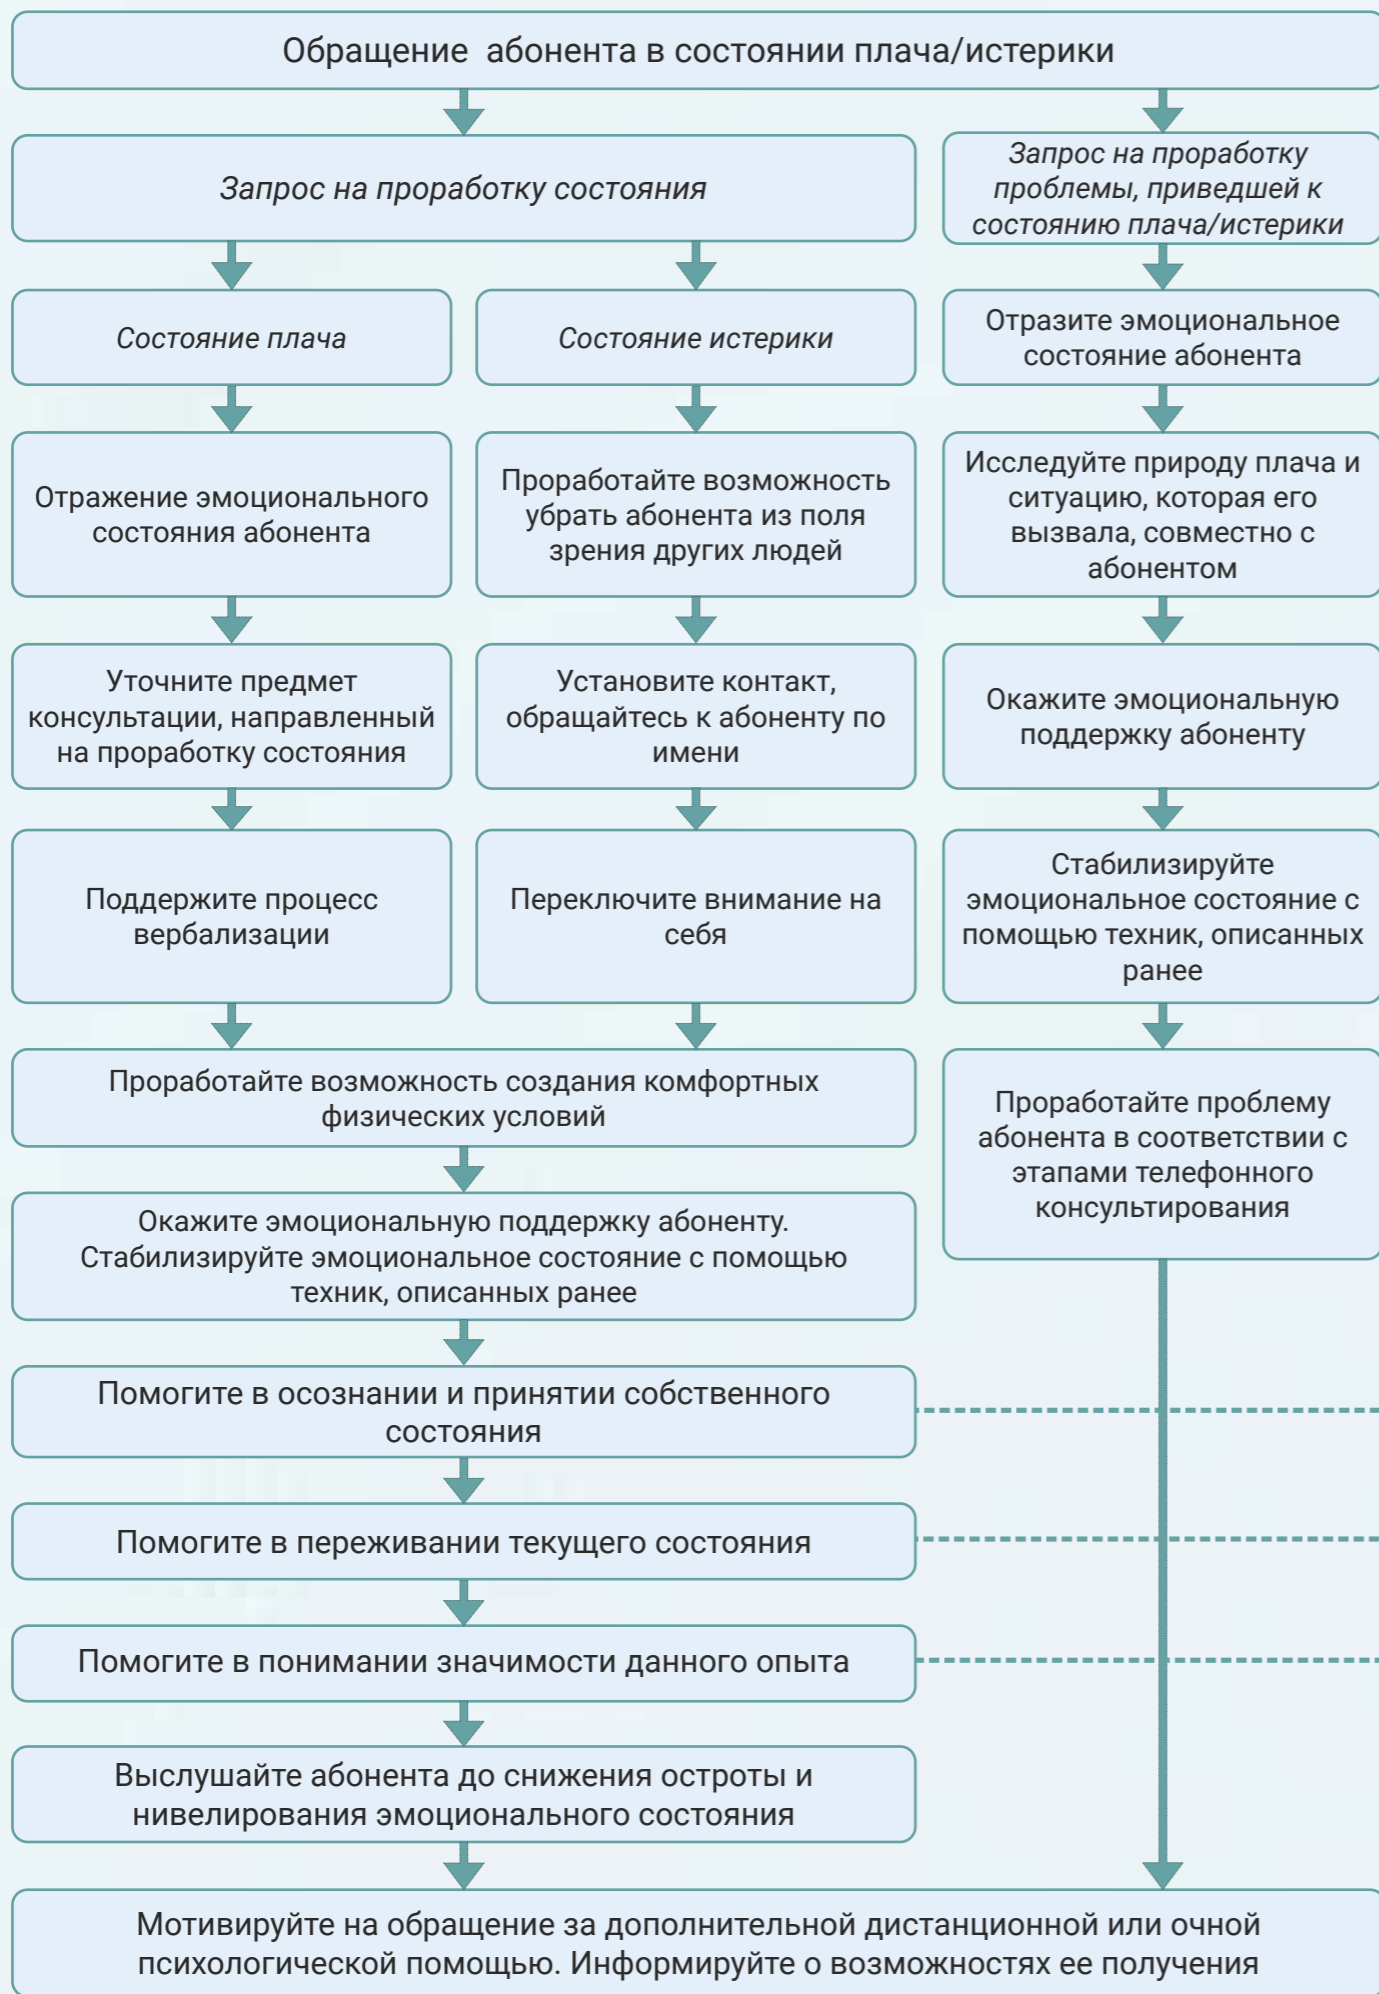 Обращение абонента в состоянии плача/истерики
Запрос на проработку состояния
Запрос на проработку
проблемы, приведшей к
состоянию плача/истерики
Состояние плача
Состояние истерики
Отразите эмоциональное
состояние абонента
Отражение эмоционального
состояния абонента
Проработайте возможность
убрать абонента из поля
зрения других людей
Исследуйте природу плача и
ситуацию, которая его
вызвала, совместно с
абонентом
Уточните предмет
консультации, направленный
на проработку состояния
Установите контакт,
обращайтесь к абоненту по
имени
Окажите эмоциональную
поддержку абоненту
Поддержите процесс
вербализации
Переключите внимание на
себя
Стабилизируйте
эмоциональное состояние с
помощью техник, описанных
ранее
Проработайте возможность создания комфортных
физических условий
Проработайте проблему
абонента в соответствии с
этапами телефонного
консультирования
Окажите эмоциональную поддержку абоненту.
Стабилизируйте эмоциональное состояние с помощью
техник, описанных ранее
Помогите в осознании и принятии собственного
состояния
Помогите в переживании текущего состояния
Помогите в понимании значимости данного опыта
Выслушайте абонента до снижения остроты и
нивелирования эмоционального состояния
Мотивируйте на обращение за дополнительной дистанционной или очной
психологической помощью. Информируйте о возможностях ее получения